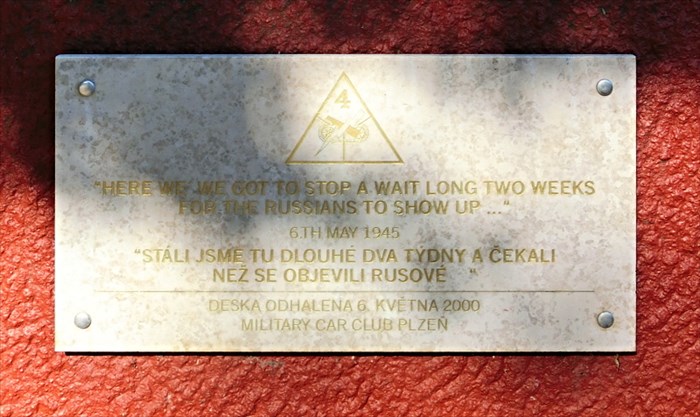 4
"HERE WE WE GOT TO STOP A WAIT LONG TWO WEEKS
FOR THE RUSSIANS TO SHOW UP ..."
6.TH MAY 1945
"STÁLI JSME TU DLOUHÉ DVA TÝDNY A ČEKALI
NEŽ SE OBJEVILI RUSOVÉ "
DESKA ODHALENA 6. KVĚTNA 2000
MILITARY CAR CLUB PLZEŇ